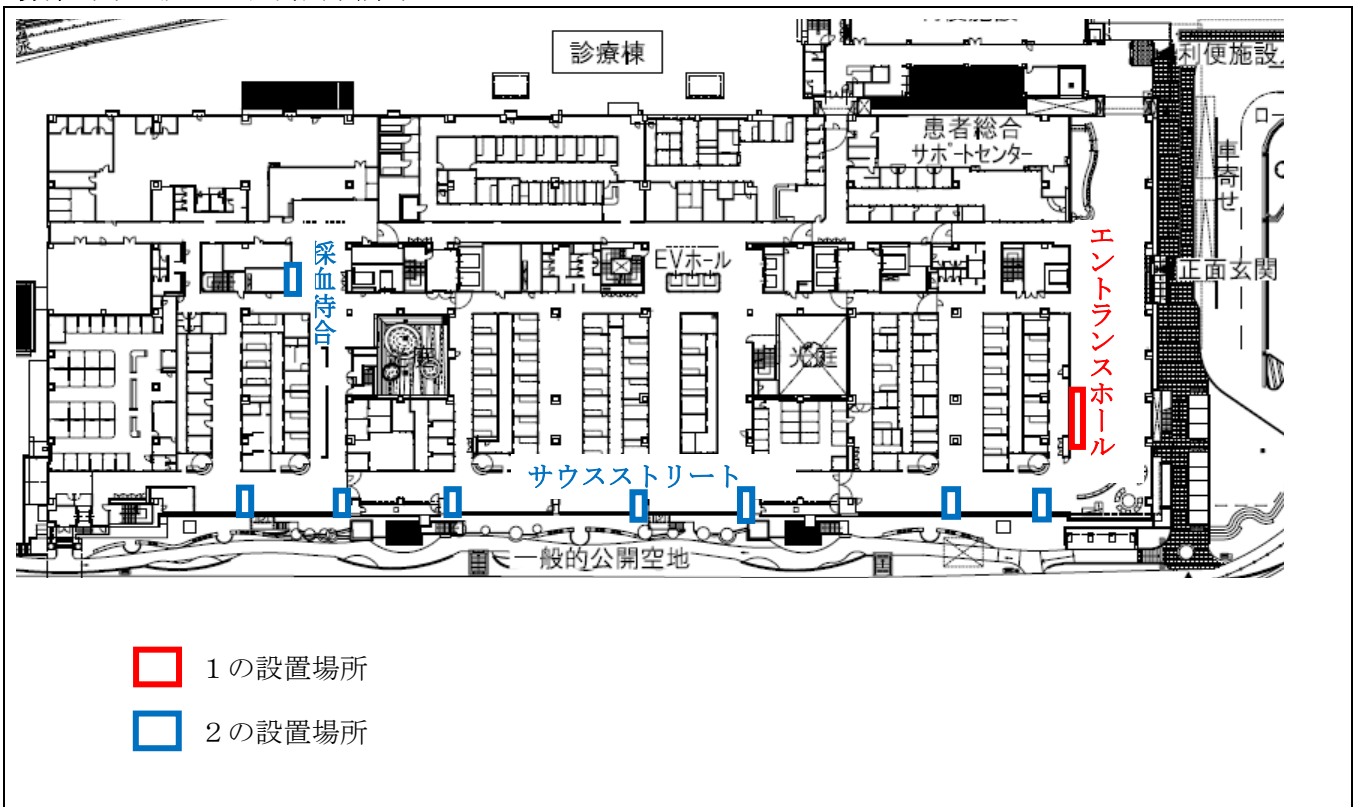 診療棟
利便施設
患者総合
サポートセンター
車寄せ
エントランスホール
正面玄関
採血待合
EVホール
光庭
サウスストリート
一般的公開空地
１の設置場所
２の設置場所